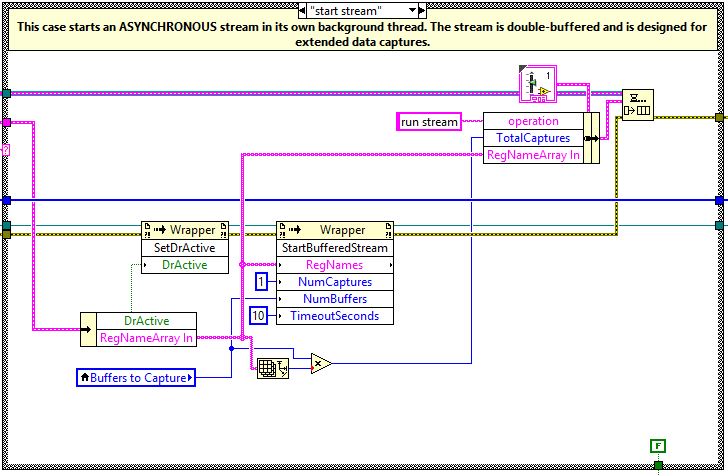 "start stream"
This case starts an ASYNCHRONOUS stream in its own background thread. The stream is double-buffered and is designed for
extended data captures.
1
run stream
operation
TotalCaptures
RegNameArray In
?
Wrapper
SetDrActive
DrActive
Wrapper
StartBufferedStream
RegNames
1
NumCaptures
NumBuffers
10
TimeoutSeconds
DrActive
RegNameArray In
Buffers to Capture
x
F